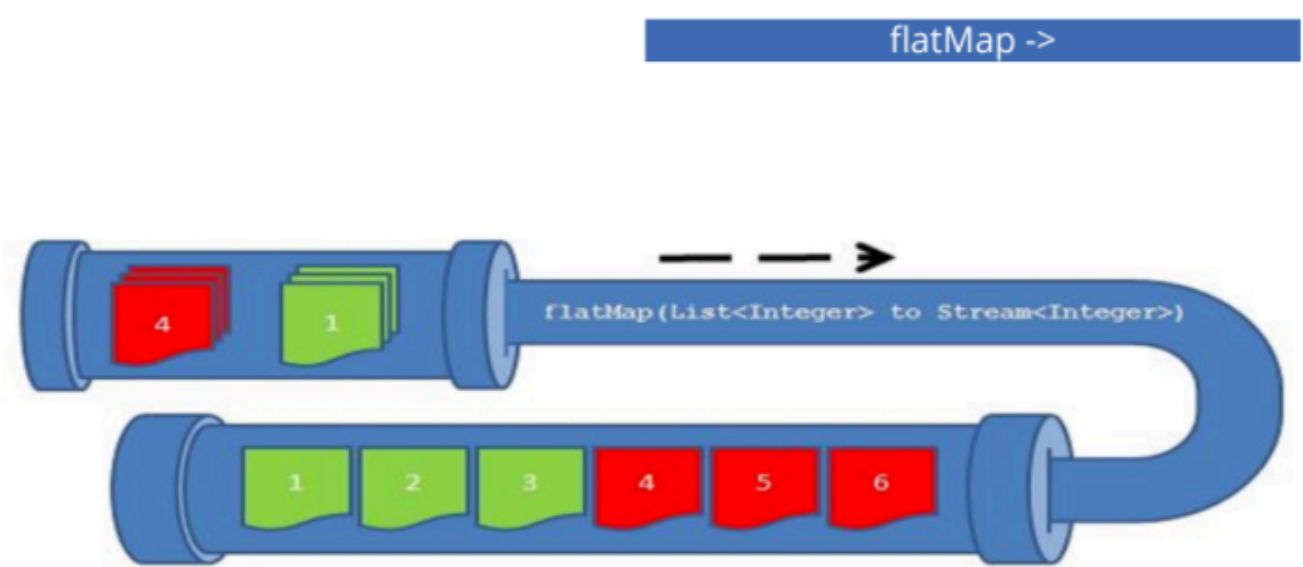 flatMap ->
4 1 flatMap(List<Integer> to Stream<Integer>)
1 2 3 4 5 6